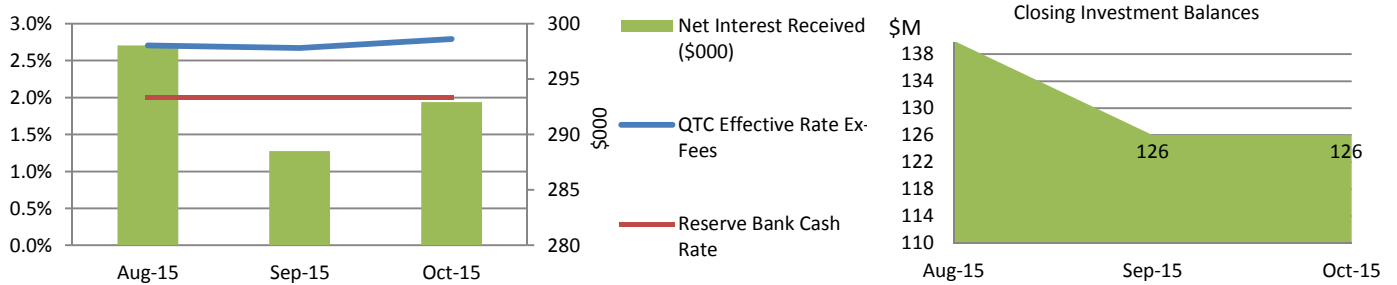 3.0%
2.5%
2.0%
1.5%
1.0%
0.5%
0.0%
Aug-15
Sep-15
Oct-15
300
295
290
285
280
$000
Net Interest Received
($000)
QTC Effective Rate Ex-
Fees
Reserve Bank Cash
Rate
Closing Investment Balances
$M
138
134
130
126
122
118
114
110
126
126
Aug-15
Sep-15
Oct-15